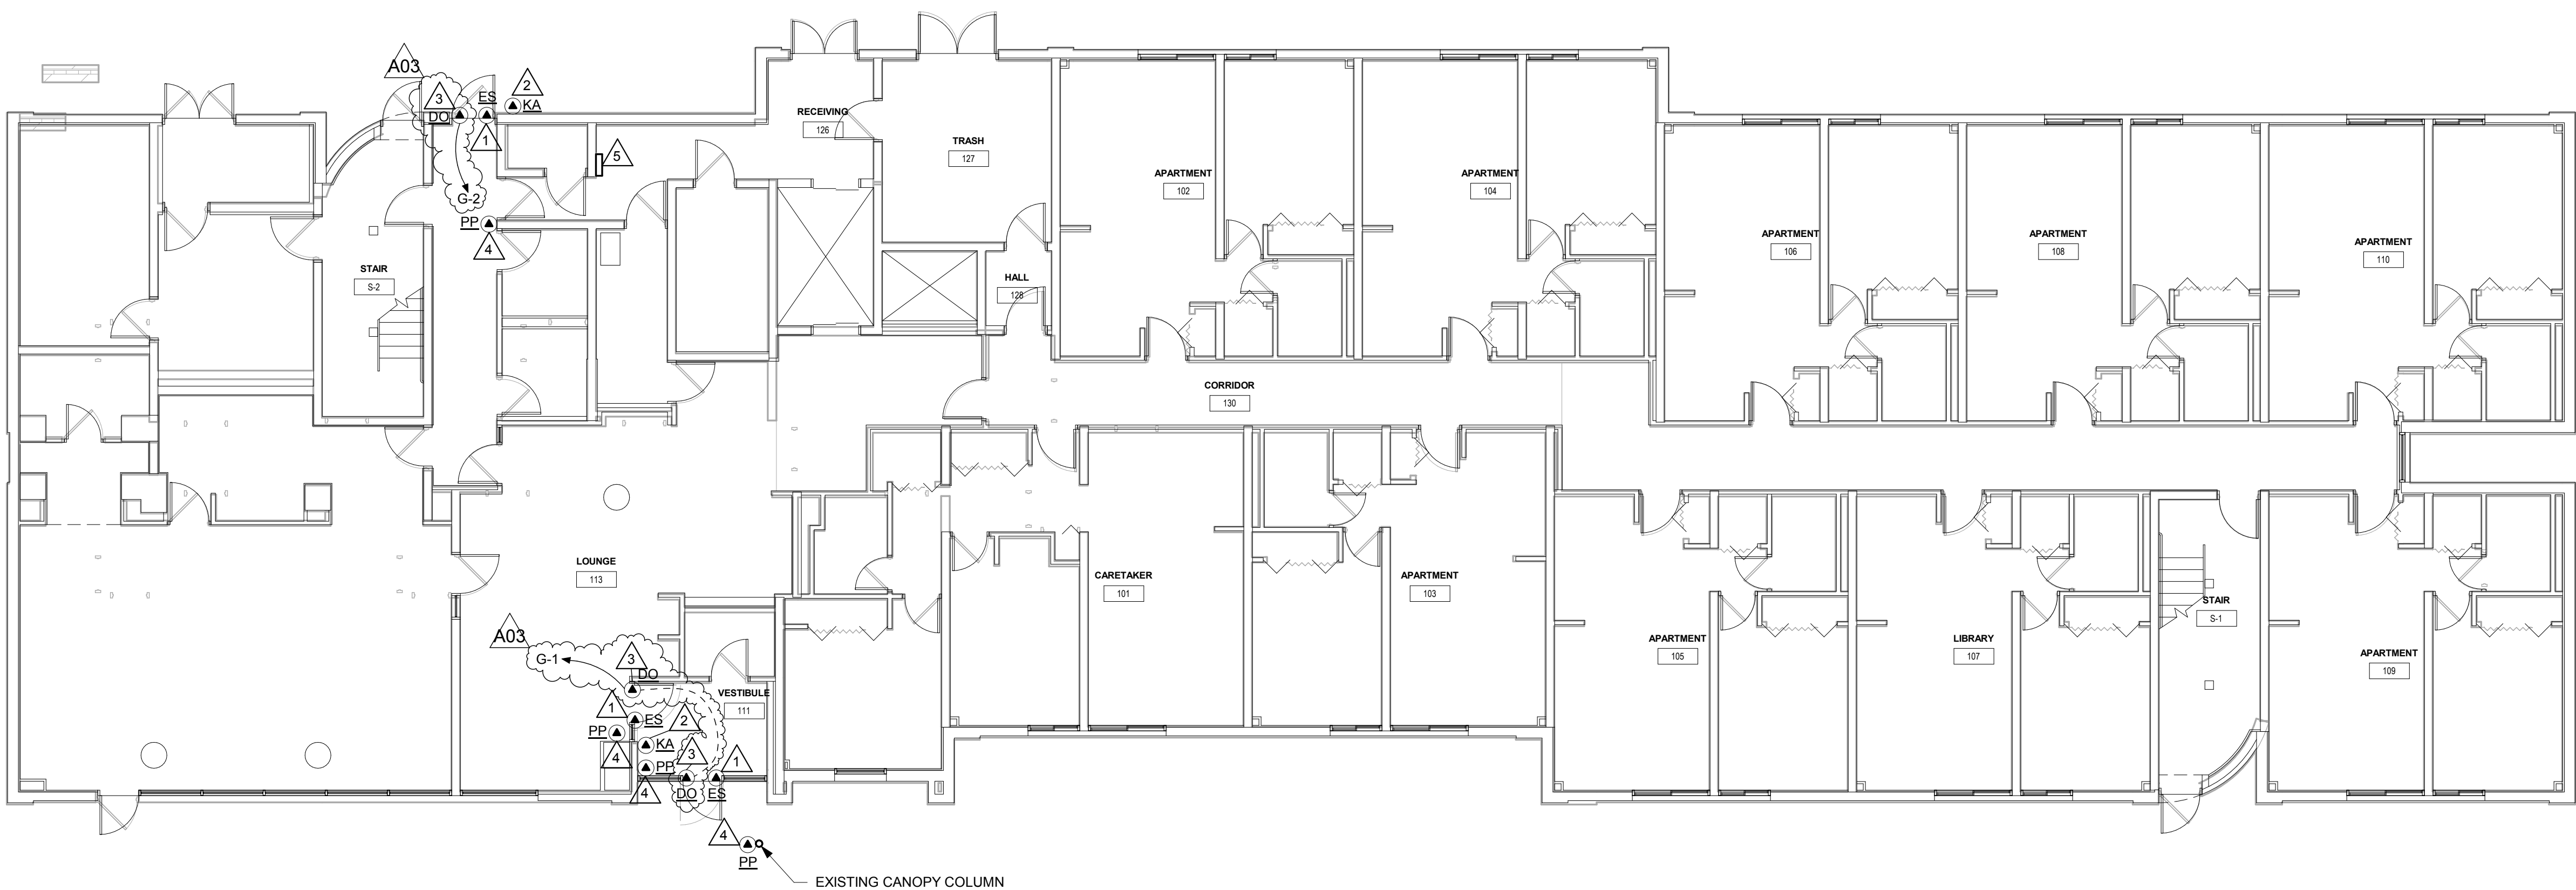 A03
3
DO
ES
2
KA
1
G-2
PP
4
5
RECEIVING
126
TRASH
127
APARTMENT
102
APARTMENT
104
APARTMENT
106
APARTMENT
108
APARTMENT
110
STAIR
S-2
HALL
128
CORRIDOR
130
LOUNGE
113
CARETAKER
101
APARTMENT
103
APARTMENT
105
LIBRARY
107
STAIR
S-1
APARTMENT
109
A03
G-1
3
DO
VESTIBULE
111
1
ES
2
PP
4
KA
3
PP
4
1
DO
ES
4
PP
EXISTING CANOPY COLUMN